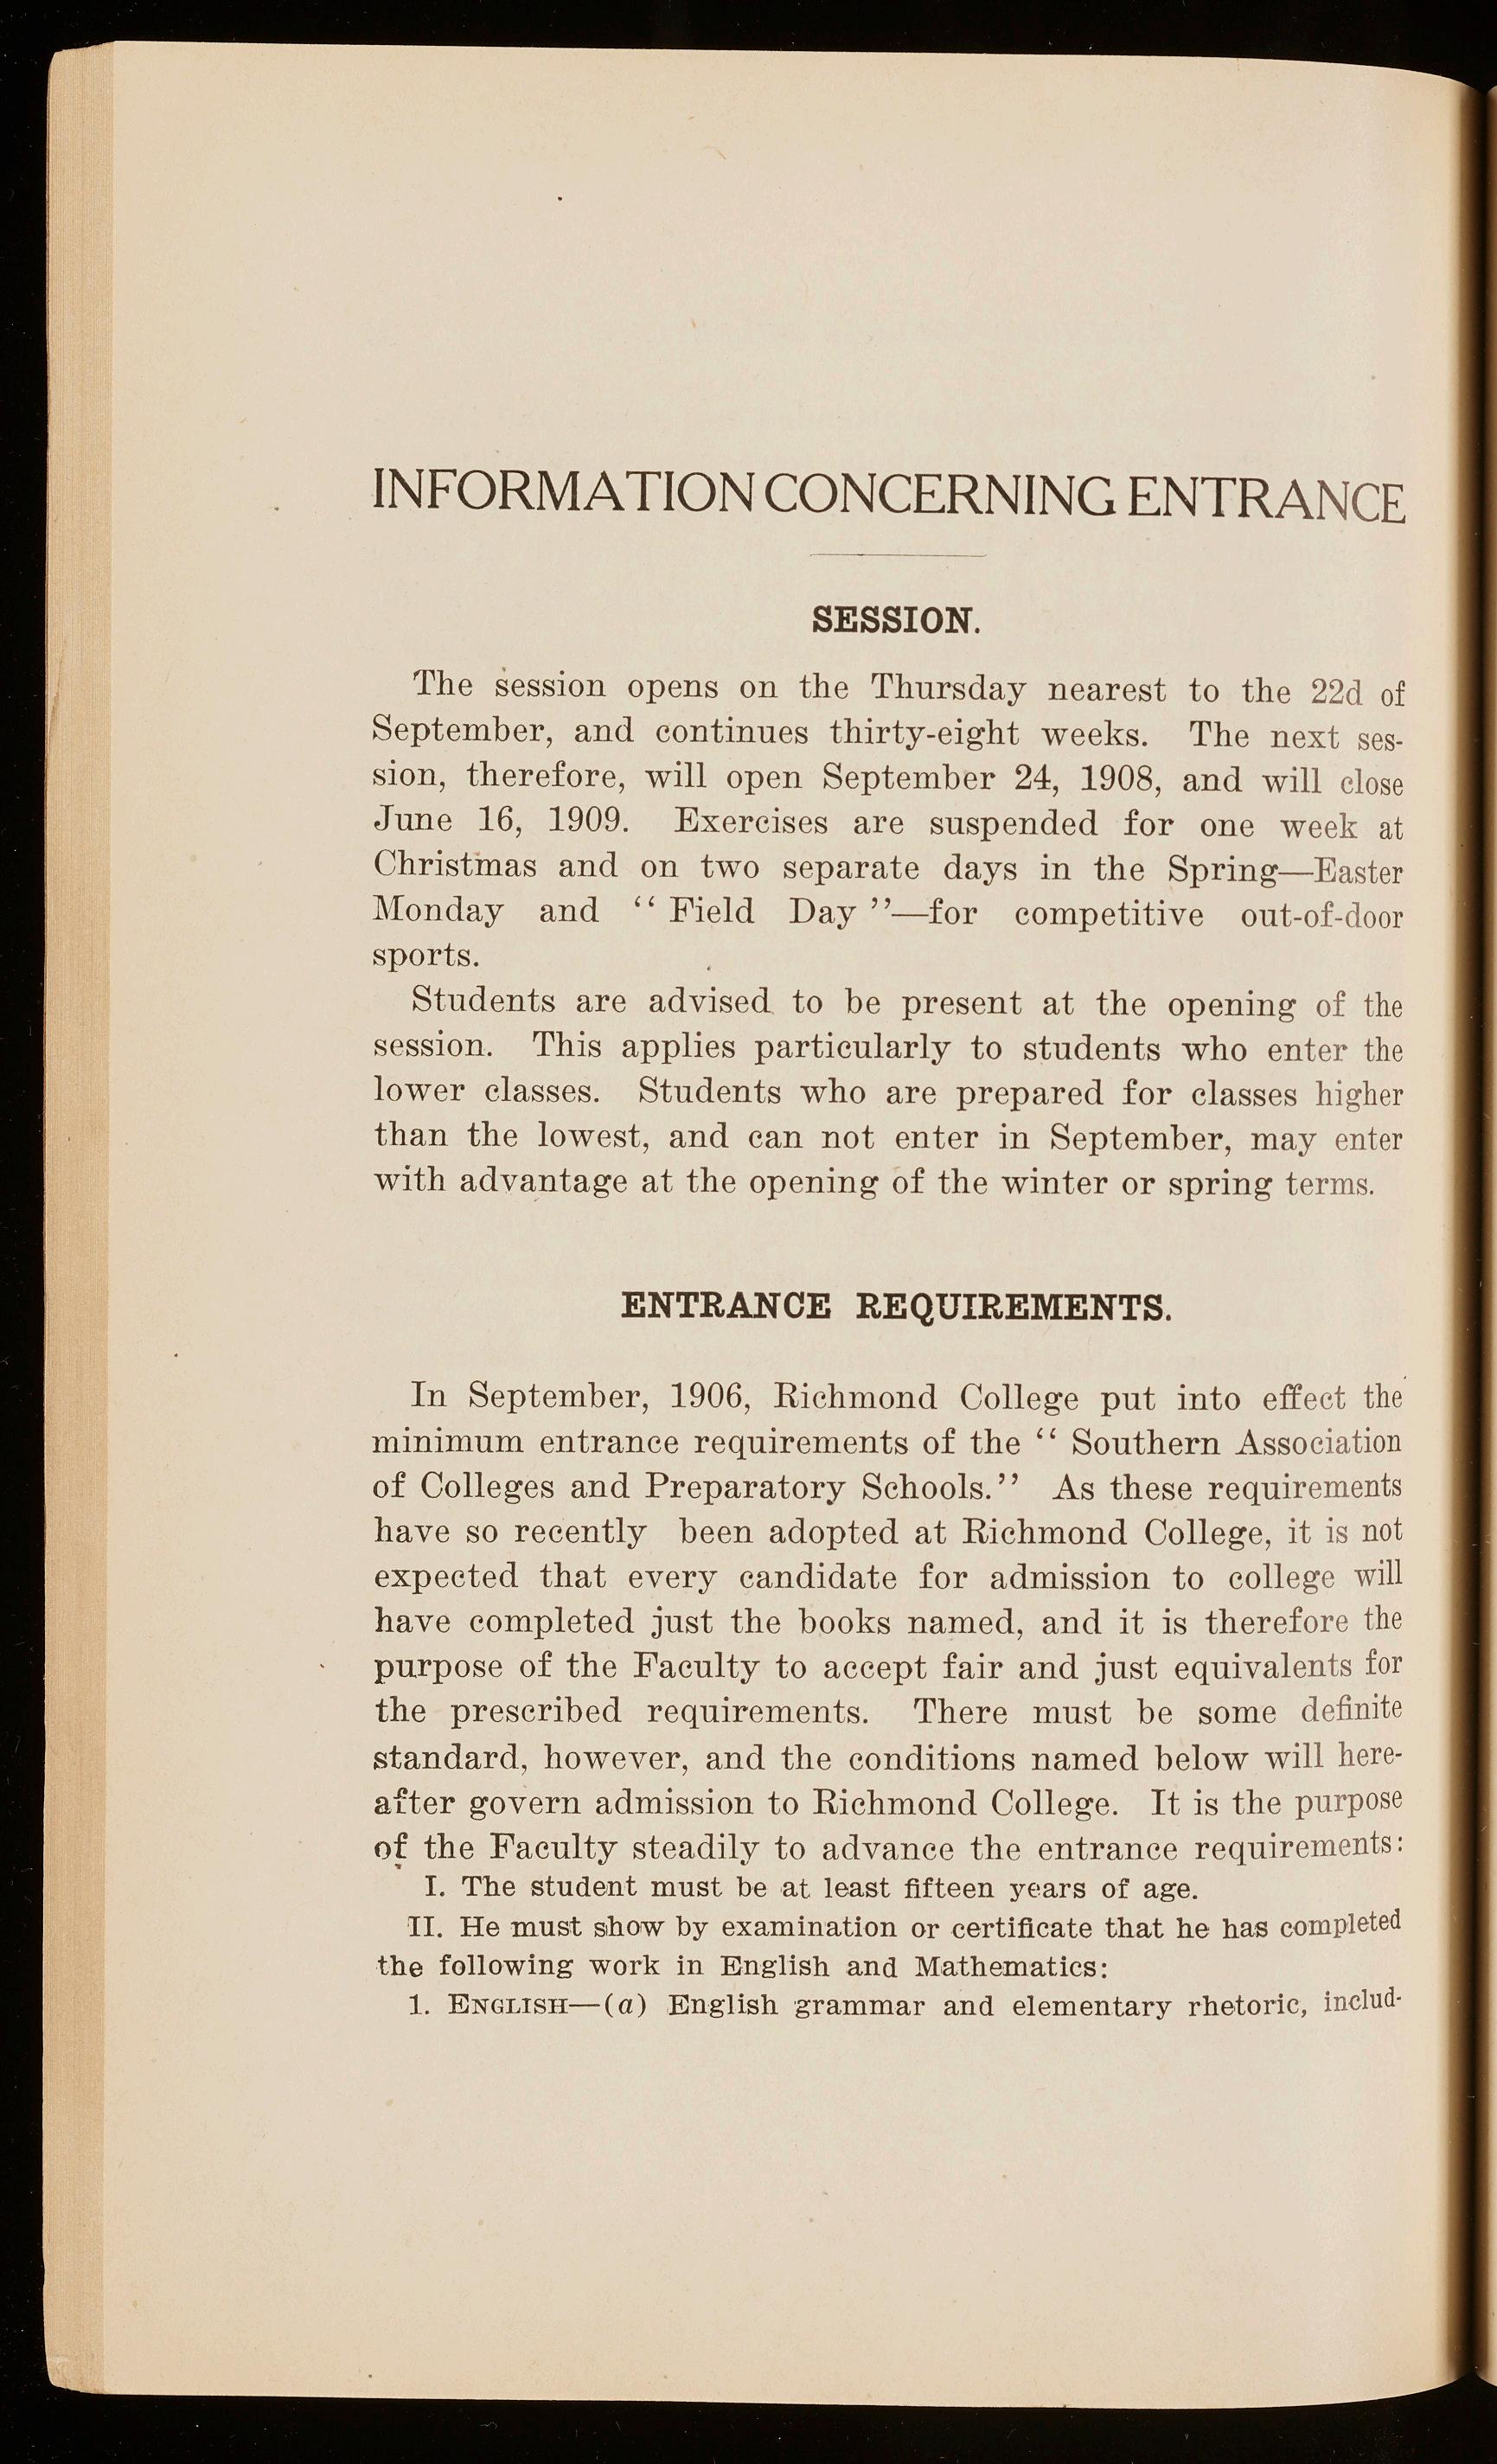 INFORMATION CONCERNING ENTRANCE
SESSION.
The session opens on the Thursday nearest to the 22d of
September, and continues thirty-eight weeks. The next ses-
sion, therefore, will open September 24, 1908, and will close
June 16, 1909. Exercises are suspended for one week at
Christmas and on two separate days in the Spring—Easter
Monday and “ Field Day ”—for competitive out-of-door
sports.
Students are advised to be present at the opening of the
session. This applies particularly to students who enter the
lower classes. Students who are prepared for classes higher
than the lowest, and can not enter in September, may enter
with advantage at the opening of the winter or spring terms.
ENTRANCE REQUIREMENTS.
In September, 1906, Richmond College put into effect the
minimum entrance requirements of the “ Southern Association
of Colleges and Preparatory Schools.” As these requirements
have so recently been adopted at Richmond College, it is not
expected that every candidate for admission to college will
have completed just the books named, and it is therefore the
purpose of the Faculty to accept fair and just equivalents for
the prescribed requirements. There must be some definite
standard, however, and the conditions named below will here-
after govern admission to Richmond College. It is the purpose
of the Faculty steadily to advance the entrance requirements:
I. The student must be at least fifteen years of age.
II. He must show by examination or certificate that he has completed
the following work in English and Mathematics:
1. ENGLISH—(a) English grammar and elementary rhetoric, includ-